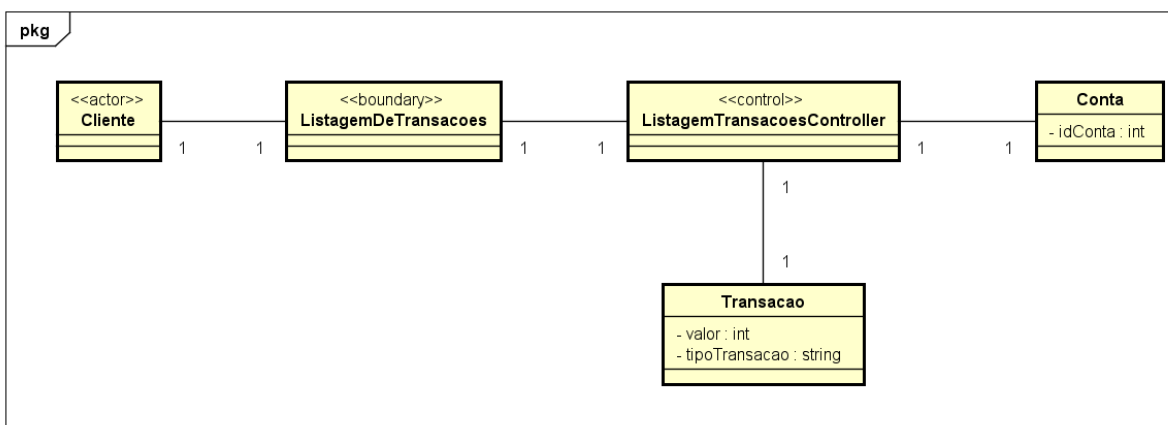 pkg
<<actor>>
Cliente
<<boundary>>
ListagemDeTransacoes
<<control>>
ListagemTransacoesController
Conta
- idConta : int
1
1
1
1
1
1
1
1
Transacao
- valor : int
- tipoTransacao : string